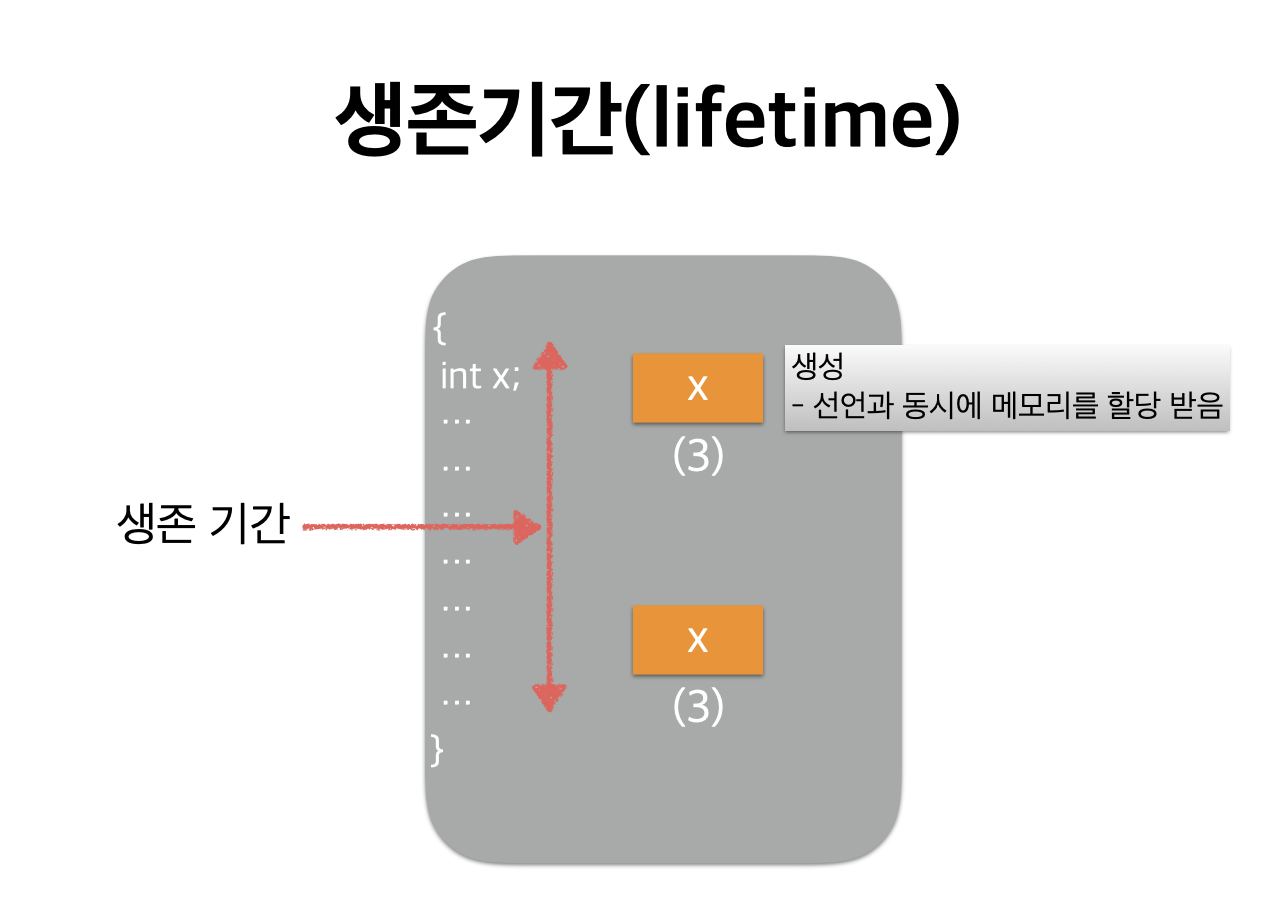 생존기간(lifetime)
{
int x;
...
...
...
...
...
...
...
}
생존 기간
x
(3)
생성
- 선언과 동시에 메모리를 할당 받음
x
(3)